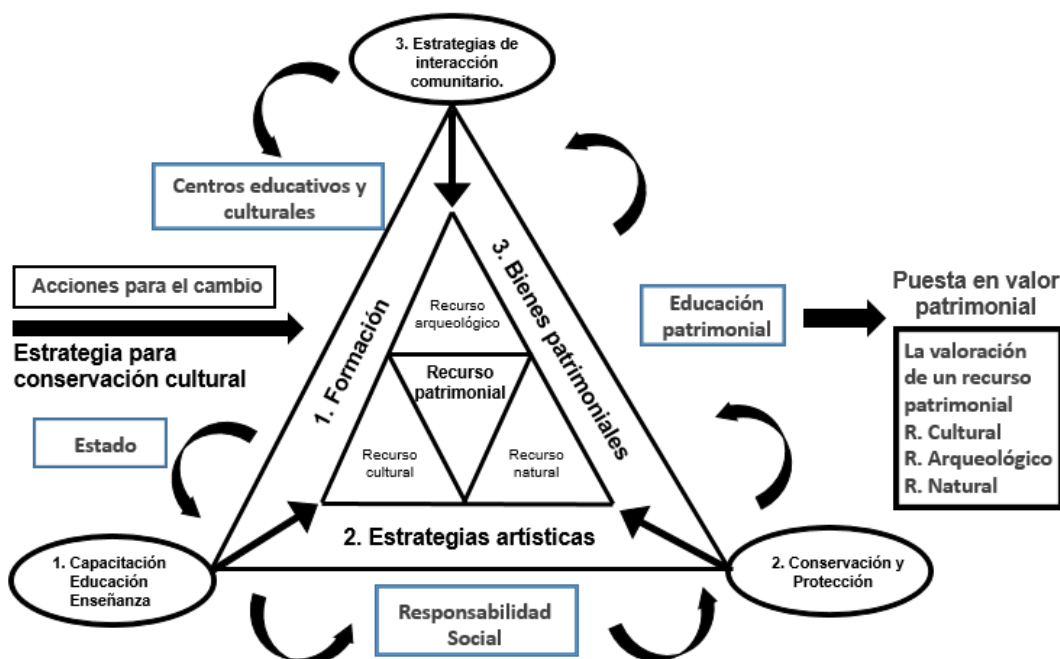 3. Estrategias de
interacción
comunitario.
Centros educativos y
culturales
Acciones para el cambio
Estrategia para
conservación cultural
1. Formación
3. Bienes patrimoniales
Recurso
arqueológico
Recurso
patrimonial
Recurso
cultural
Recurso
natural
2. Estrategias artísticas
Educación
patrimonial
Puesta en valor
patrimonial
La valoración
de un recurso
patrimonial
R. Cultural
R. Arqueológico
R. Natural
Estado
1. Capacitación
Educación
Enseñanza
Responsabilidad
Social
2. Conservación y
Protección